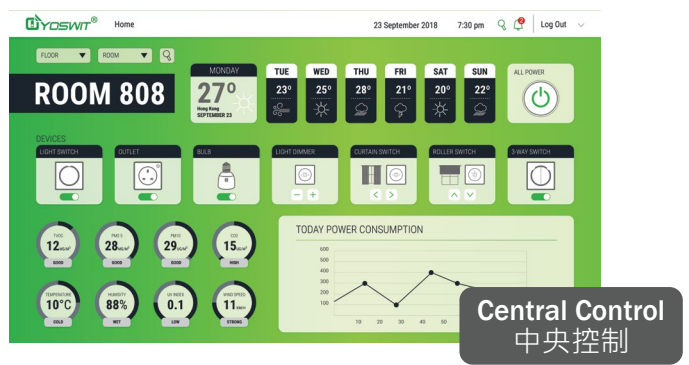 YOSWIT®
Home
23 September 2018
7:30 pm
2
Log Out
FLOOR
ROOM
ROOM 808
MONDAY
27°
Hong Kong
SEPTEMBER 23
TUE
23°
WED
25°
THU
28°
FRI
21°
SAT
20°
SUN
22°
ALL POWER
DEVICES
LIGHT SWITCH
OUTLET
BULB
LIGHT DIMMER
CURTAIN SWITCH
ROLLER SWITCH
3-WAY SWITCH
TVOC
12
GOOD
PM2.5
28
GOOD
PM10
29
GOOD
CO2
15
HIGH
TEMPERATURE
10°C
COLD
HUMIDITY
88%
WET
UV INDEX
0.1
LOW
WIND SPEED
11
STRONG
TODAY POWER CONSUMPTION
600
500
400
300
200
100
10 20 30 40 50
Central Control
中央控制